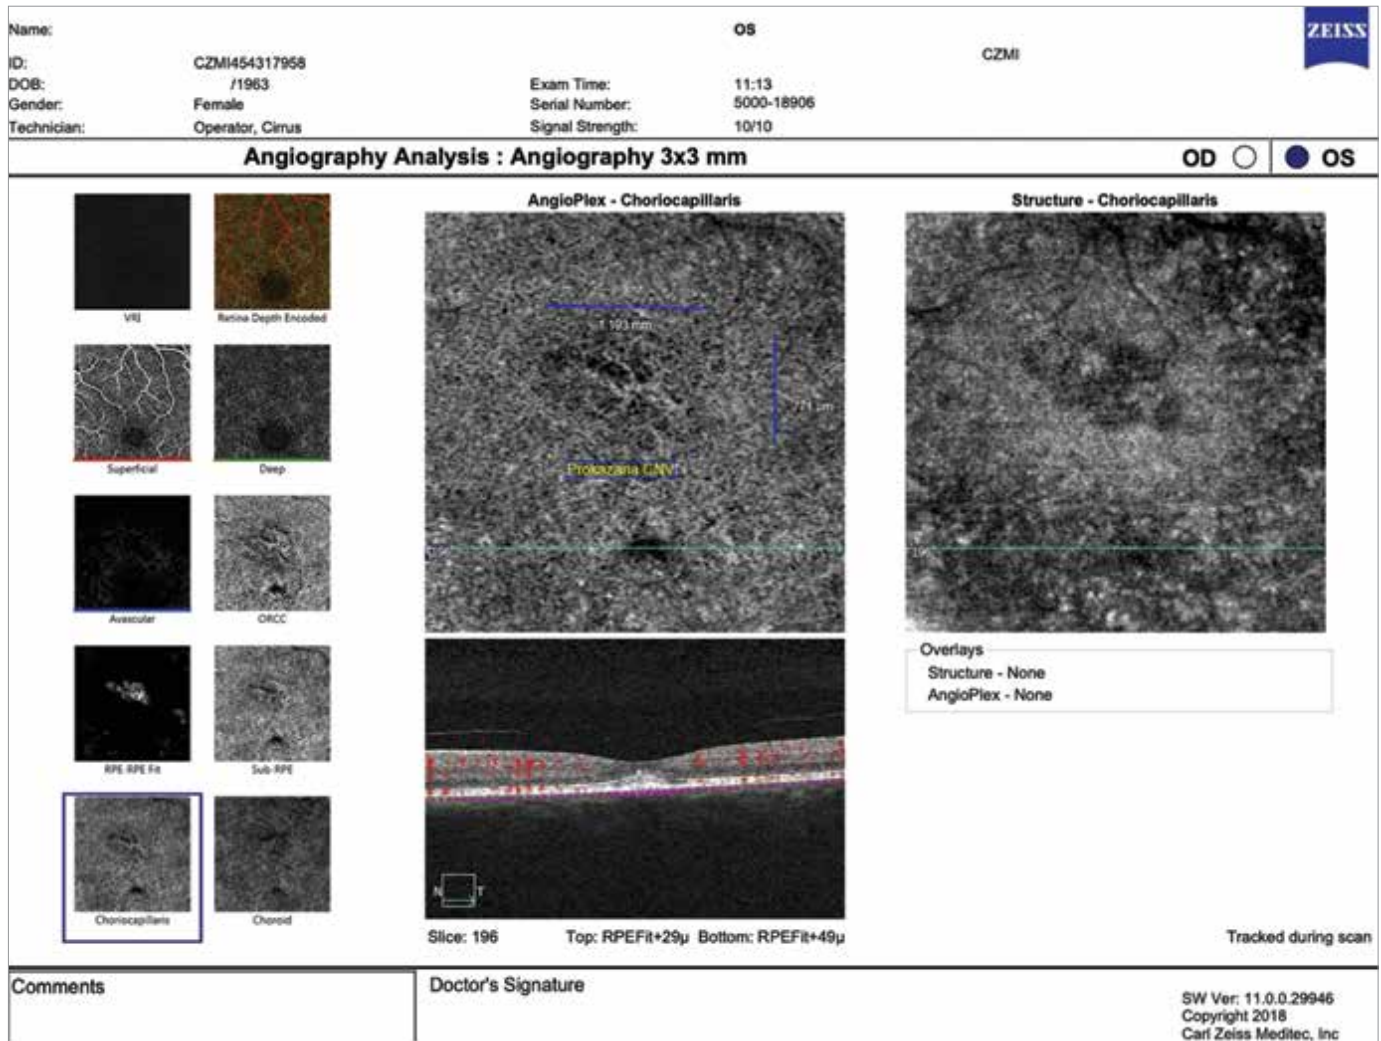 Name:
OS
ZEISS
ID:
CZMI454317958
CZMI
DOB:
/1963
Exam Time:
11:13
Gender:
Female
Serial Number:
5000-18906
Technician:
Operator, Cirrus
Signal Strength:
10/10
Angiography Analysis : Angiography 3x3 mm
OD
OS
VRI
Retina Depth Encoded
Superficial
Deep
Avascular
ORCC
RPE-RPE Fit
Sub-RPE
Choriocapillaris
Choroid
AngioPlex - Choriocapillaris
1.193 mm
Prokazana CNV
N
T
Slice: 196
Top: RPEFit+29µ
Bottom: RPEFit+49µ
Structure - Choriocapillaris
Overlays
Structure - None
AngioPlex - None
Tracked during scan
Comments
Doctor's Signature
SW Ver: 11.0.0.29946
Copyright 2018
Carl Zeiss Meditec, Inc